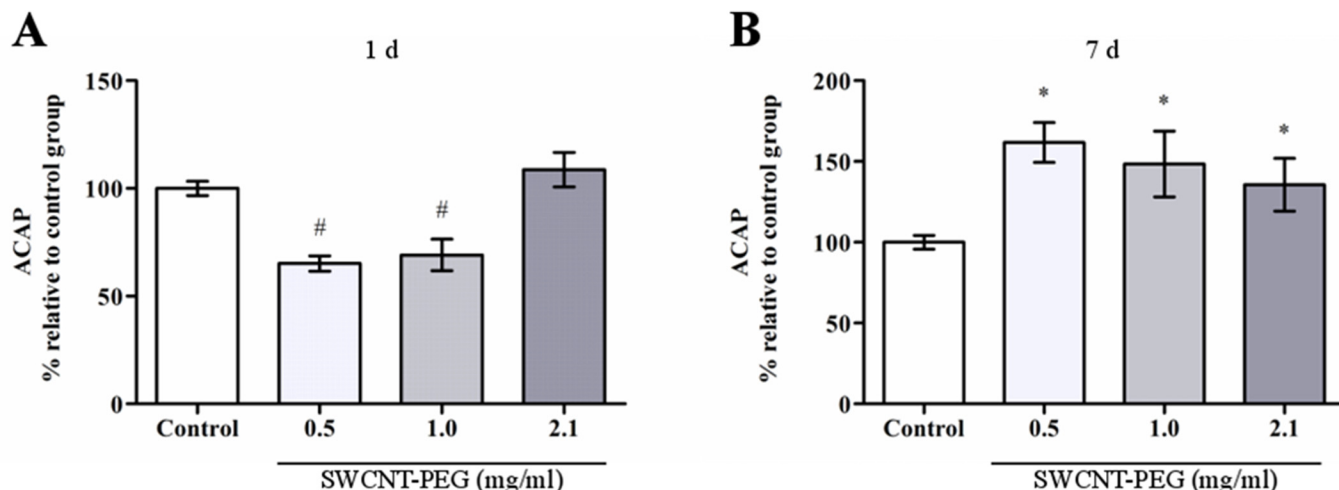 A
1 d
ACAP
% relative to control group
150
100
50
0
#
#
Control 0.5 1.0 2.1
SWCNT-PEG (mg/ml)
B
7 d
ACAP
% relative to control group
200
150
100
50
0
*
*
*
Control 0.5 1.0 2.1
SWCNT-PEG (mg/ml)